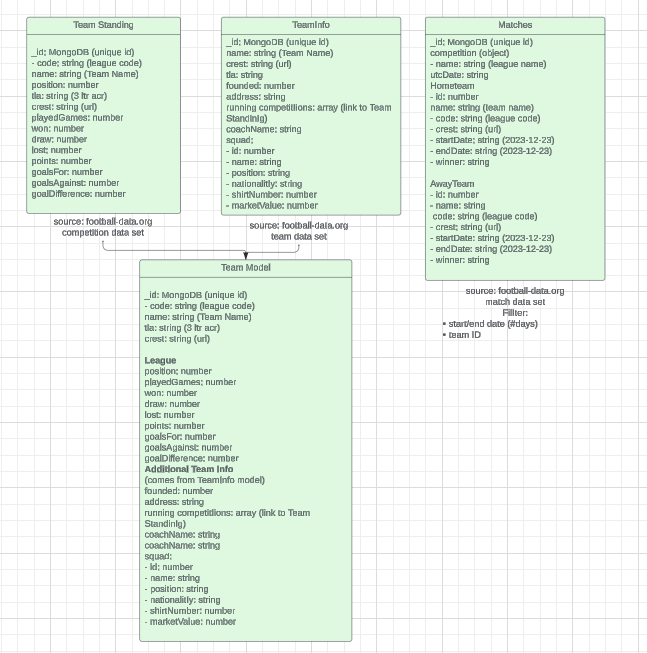 Team Standing
_id; MongoDB (unique id)
- code; string (league code)
name: string (Team Name)
position: number
tla: string (3 ltr acr)
crest: string (url)
playedGames: number
won: number
draw: number
lost; number
points: number
goalsFor: number
goalsAgainst: number
goalDifference: number
source: football-data.org
competition data set
TeamInfo
_id; MongoDB (unique id)
name: string (Team Name)
crest: string (url)
tla: string
founded: number
address: string
running competitions: array (link to Team
Standing)
coachName: string
squad;
- id: number
- name: string
- position: string
- nationality: string
- shirtNumber: number
- marketValue: number
source: football-data.org
team data set
Matches
_id; MongoDB (unique id)
competition (object)
- name: string (league name)
utcDate: string
Hometeam
- id: number
name: string (team name)
- code: string (league code)
- crest: string (url)
- startDate; string (2023-12-23)
- endDate: string (2023-12-23)
- winner: string
AwayTeam
- id: number
- name: string
code: string (league code)
- crest; string (url)
- startDate: string (2023-12-23)
- endDate: string (2023-12-23)
- winner: string
source: football-data.org
match data set
Filter:
• start/end date (#days)
• team ID
Team Model
_id: MongoDB (unique id)
- code: string (league code)
name: string (Team Name)
tla: string (3 ltr acr)
crest: string (url)
League
position; number
playedGames; number
won: number
draw: number
lost: number
points: number
goalsFor: number
goalsAgainst: number
goalDifference: number
Additional Team Info
(comes from TeamInfo model)
founded: number
address: string
running competitions: array (link to Team
Standing)
coachName: string
coachName: string
squad;
- id; number
- name: string
- position: string
- nationality: string
- shirtNumber: number
- marketValue: number